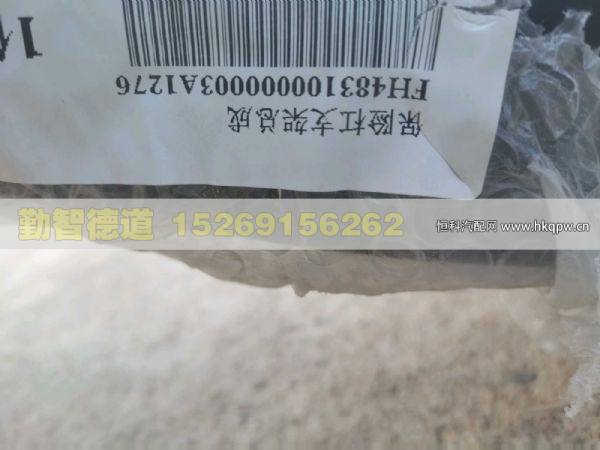 保险杠支架总成
FH48310000003A1276
勤智德道 15269156262
恒科汽配网 www.hkqpw.cn